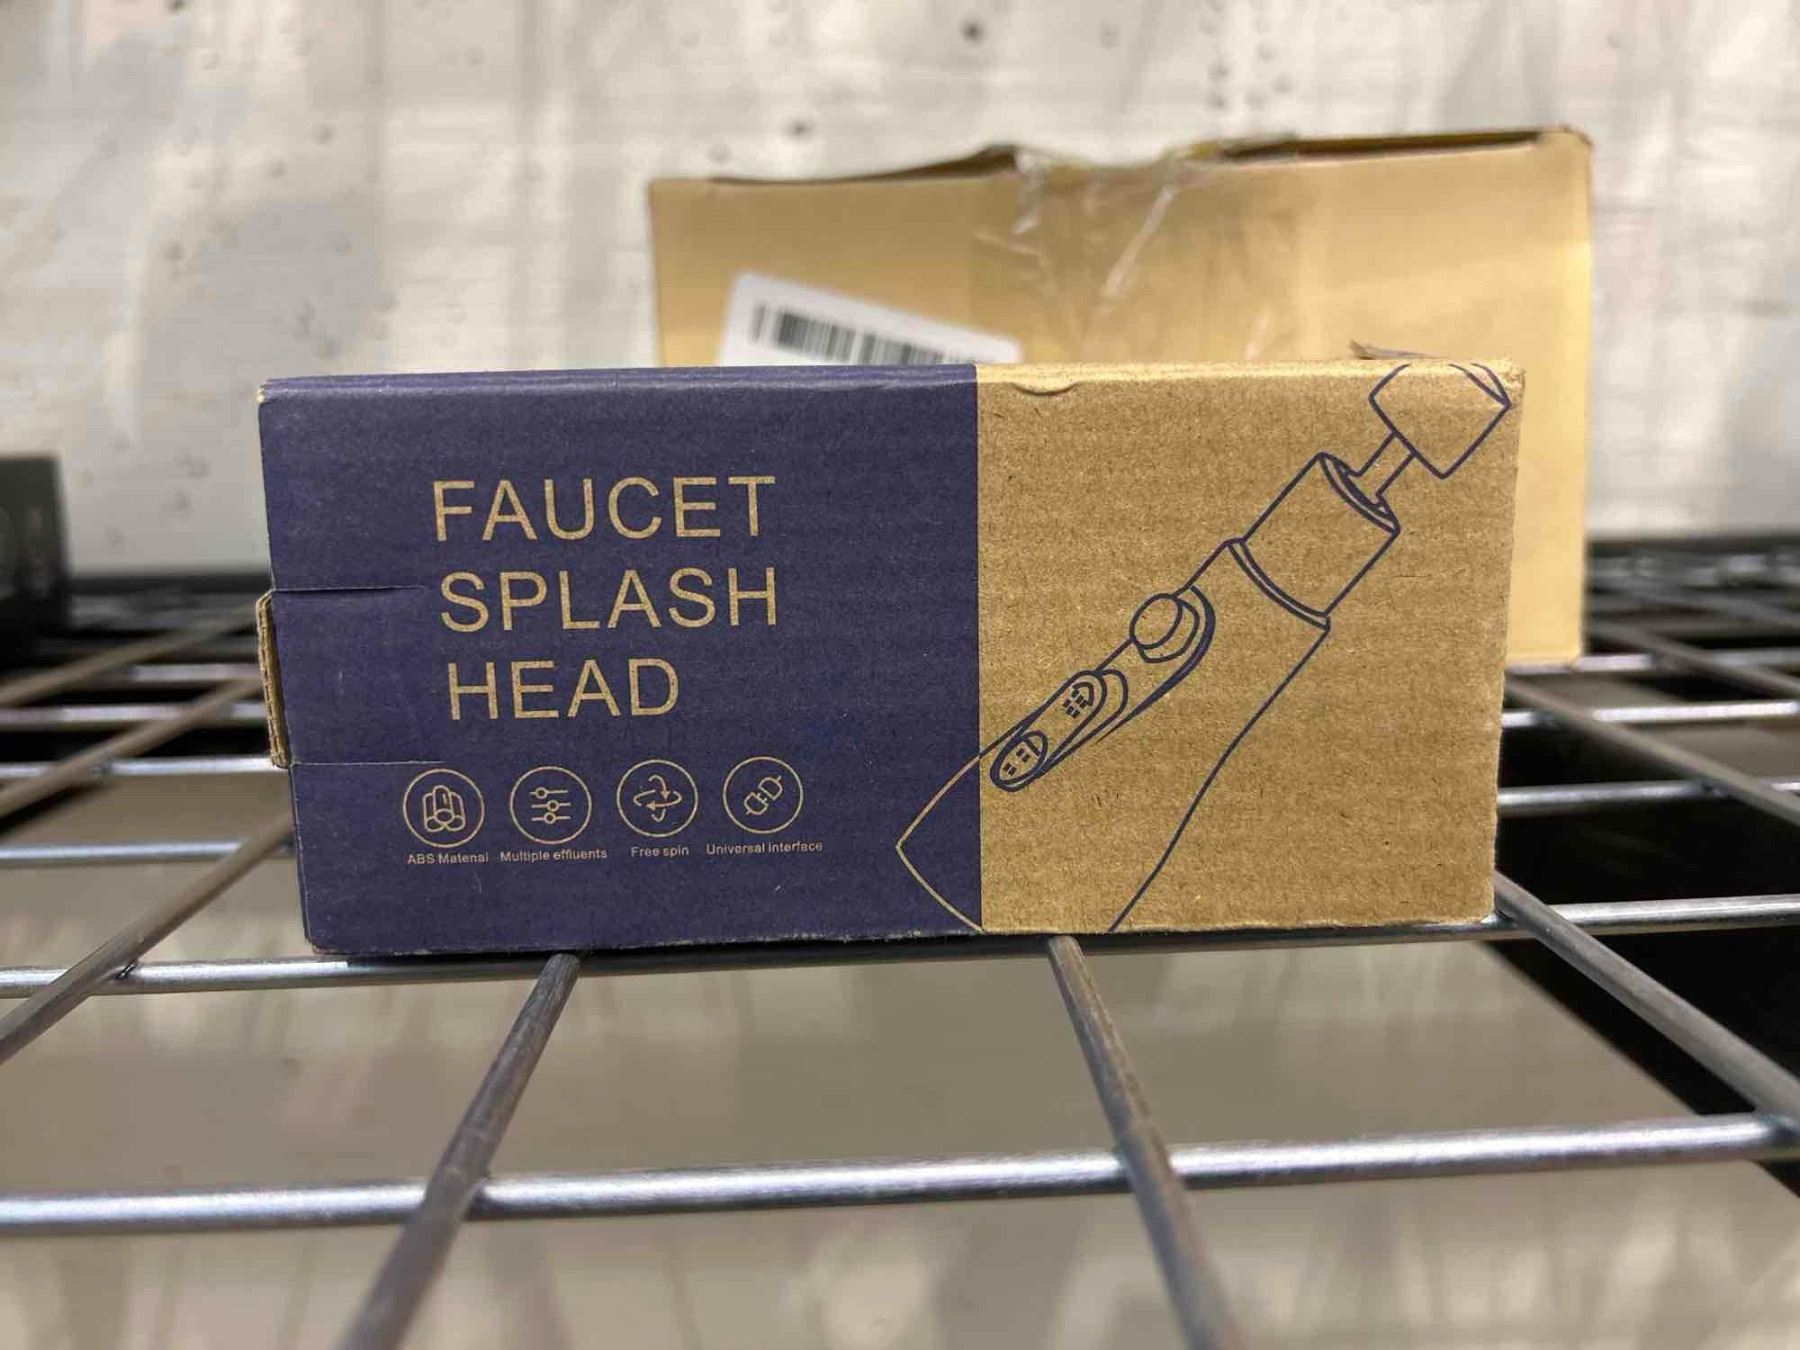 FAUCET
SPLASH
HEAD
ABS Material Multiple effluents Free spin Universal interface